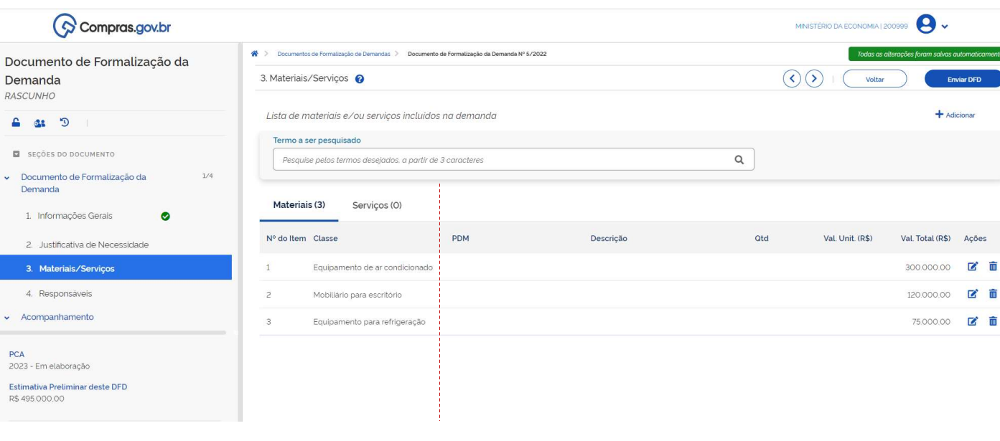 Compras.gov.br
MINISTÉRIO DA ECONOMIA | 200999
Documento de Formalização da
Demanda
RASCUNHO
SEÇÕES DO DOCUMENTO
Documento de Formalização da
Demanda
1/4
1. Informações Gerais
2. Justificativa de Necessidade
3. Materiais/Serviços
4. Responsáveis
Acompanhamento
PCA
2023 - Em elaboração
Estimativa Preliminar deste DFD
R$ 495.000,00
Documentos de Formalização de Demandas > Documento de Formalização da Demanda Nº 5/2022
Todas as alterações foram salvas automaticamente
3. Materiais/Serviços
Voltar
Enviar DFD
Lista de materiais e/ou serviços incluídos na demanda
Adicionar
Termo a ser pesquisado
Pesquise pelos termos desejados, a partir de 3 caracteres
Materiais (3) Serviços (0)
Nº do Item Classe PDM Descrição Qtd Val. Unit. (R$) Val. Total (R$) Ações
1 Equipamento de ar condicionado 300.000.00
2 Mobiliário para escritório 120.000.00
3 Equipamento para refrigeração 75.000.00